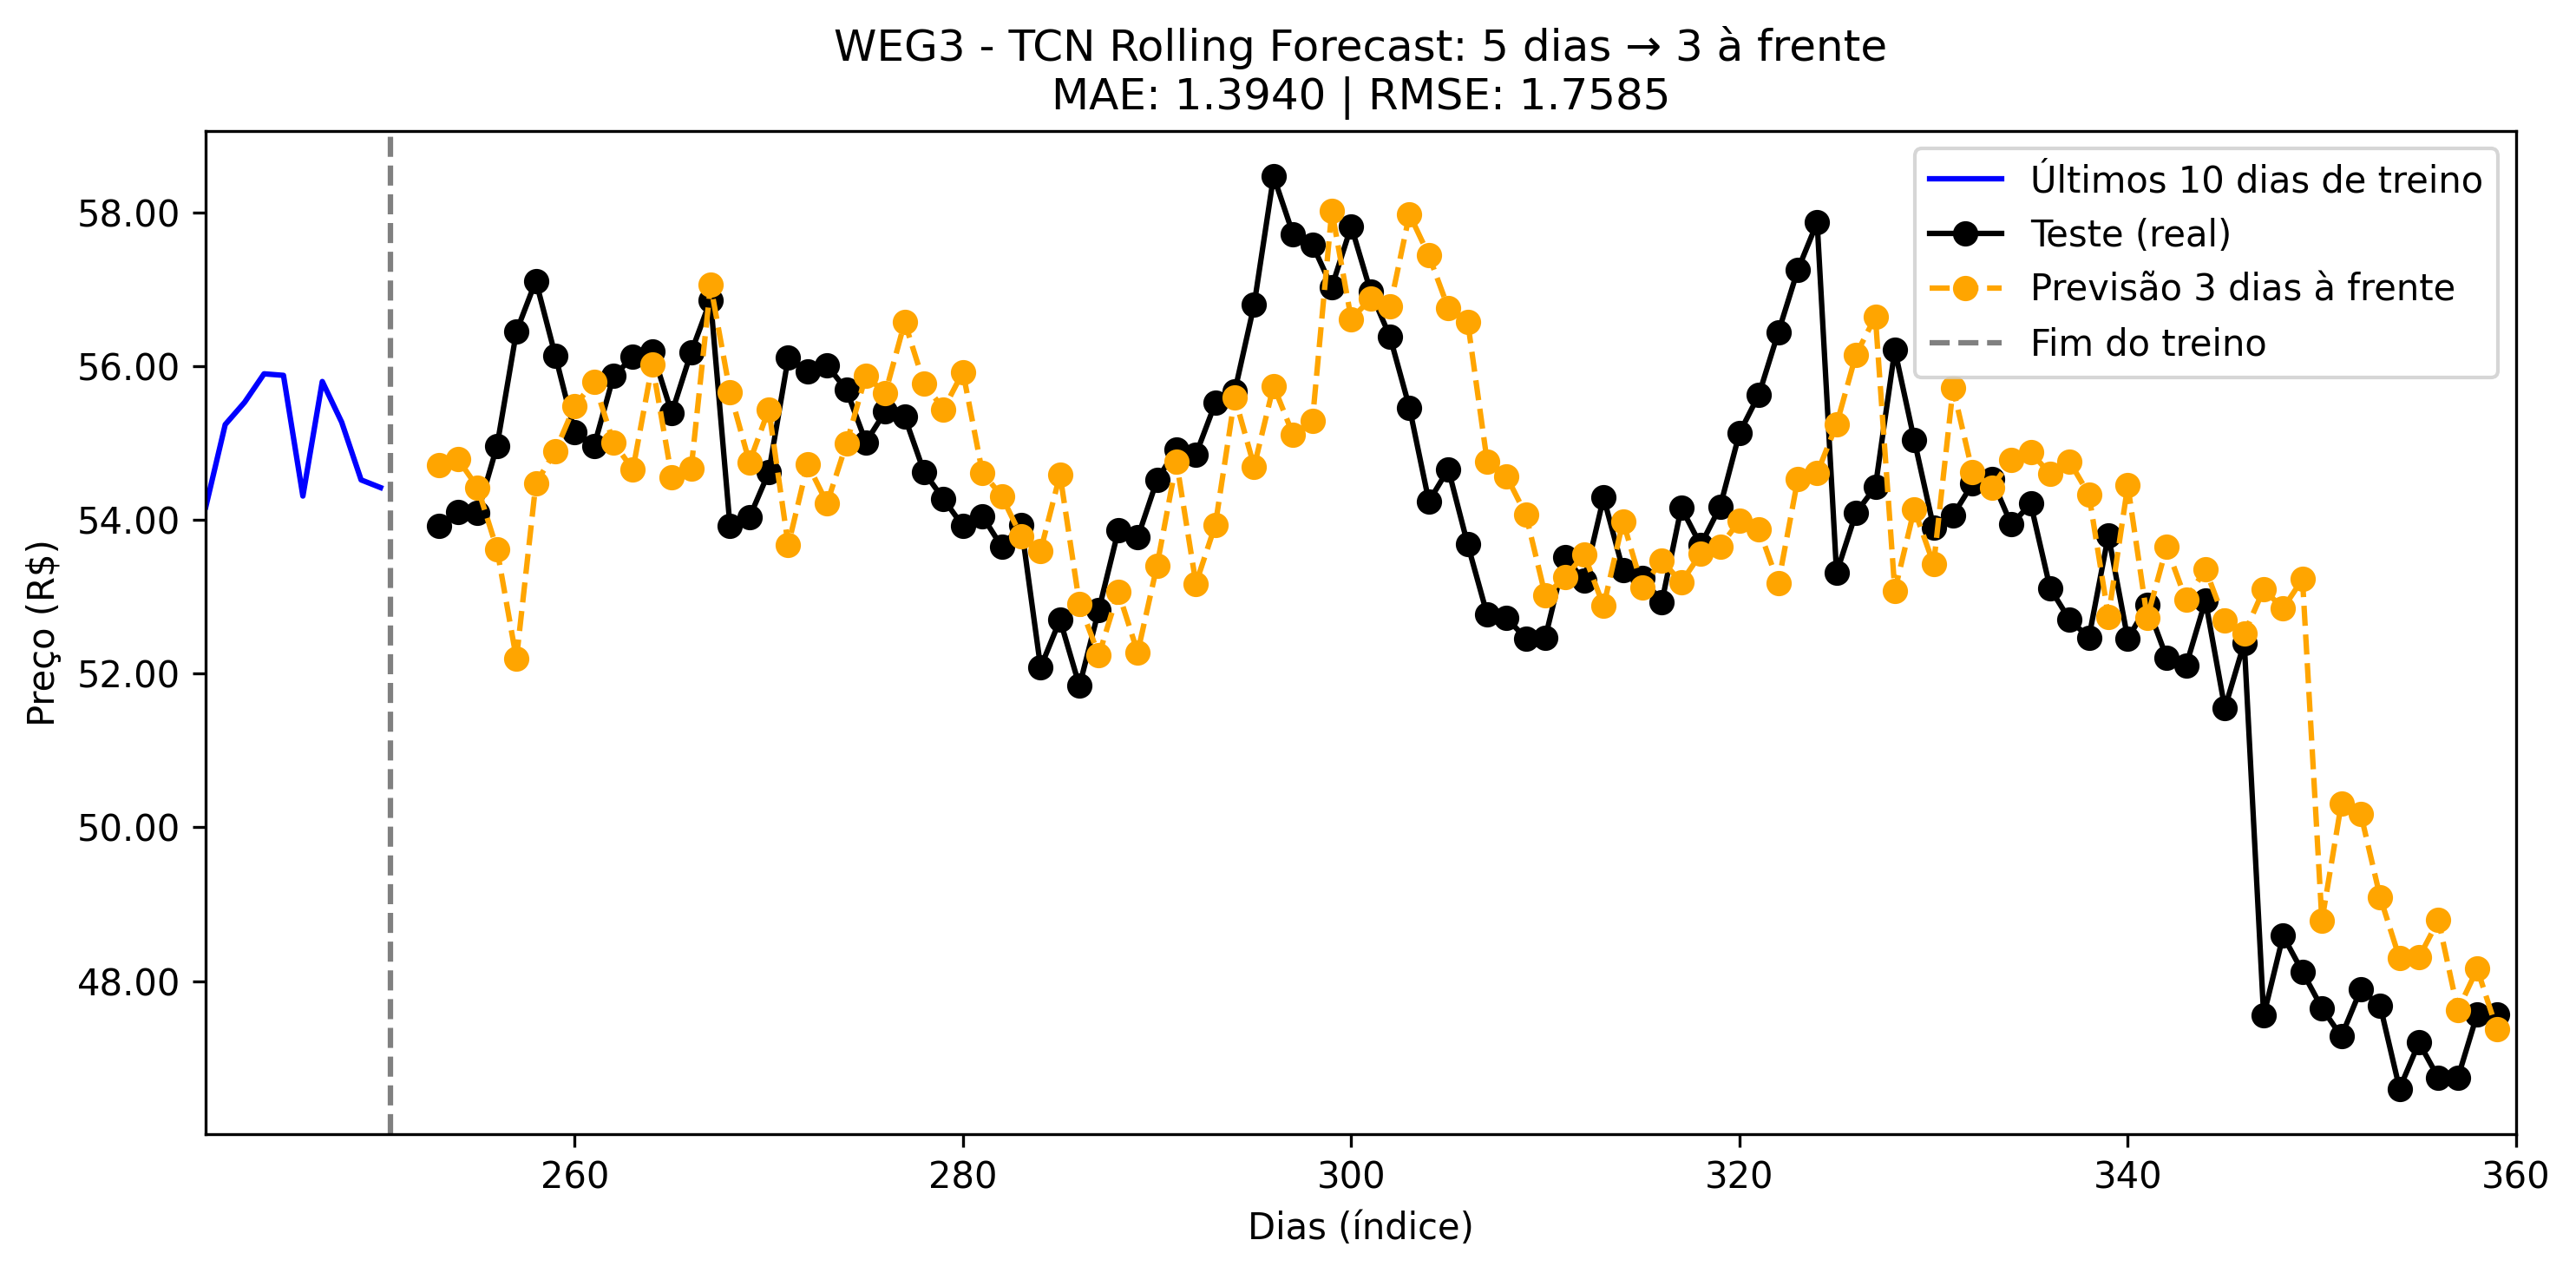 WEG3 - TCN Rolling Forecast: 5 dias → 3 à frente
MAE: 1.3940 | RMSE: 1.7585
Últimos 10 dias de treino
Teste (real)
Previsão 3 dias à frente
Fim do treino
Preço (R$)
58.00
56.00
54.00
52.00
50.00
48.00
260
280
300
320
340
360
Dias (índice)